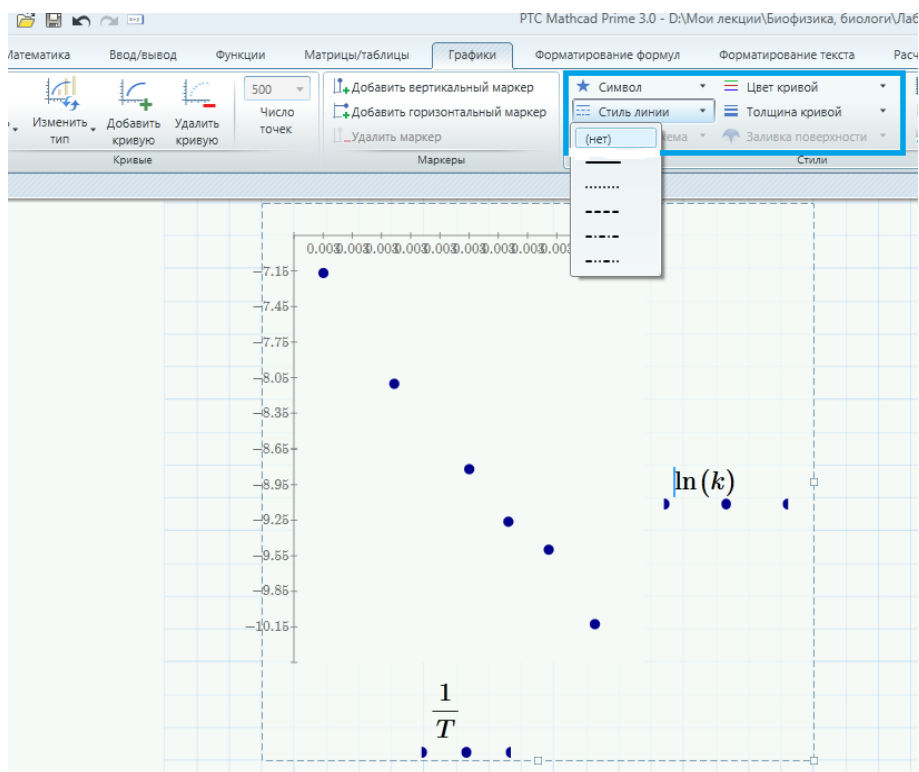 PTC Mathcad Prime 3.0 - D:\Мои лекции\Биофизика, биологи\Лаб
Математика Ввод/вывод Функции Матрицы/таблицы Графики Форматирование формул Форматирование текста Расч
Изменить тип
Добавить кривую
Удалить кривую
500
Число точек
Кривые
Добавить вертикальный маркер
Добавить горизонтальный маркер
Удалить маркер
Маркеры
Символ
Цвет кривой
Стиль линии
Толщина кривой
Заливка поверхности
(нет)
Стили
-7.15
-7.45
-7.75
-8.05
-8.35
-8.65
-8.95
-9.25
-9.55
-9.85
-10.15
ln(k)
1
T